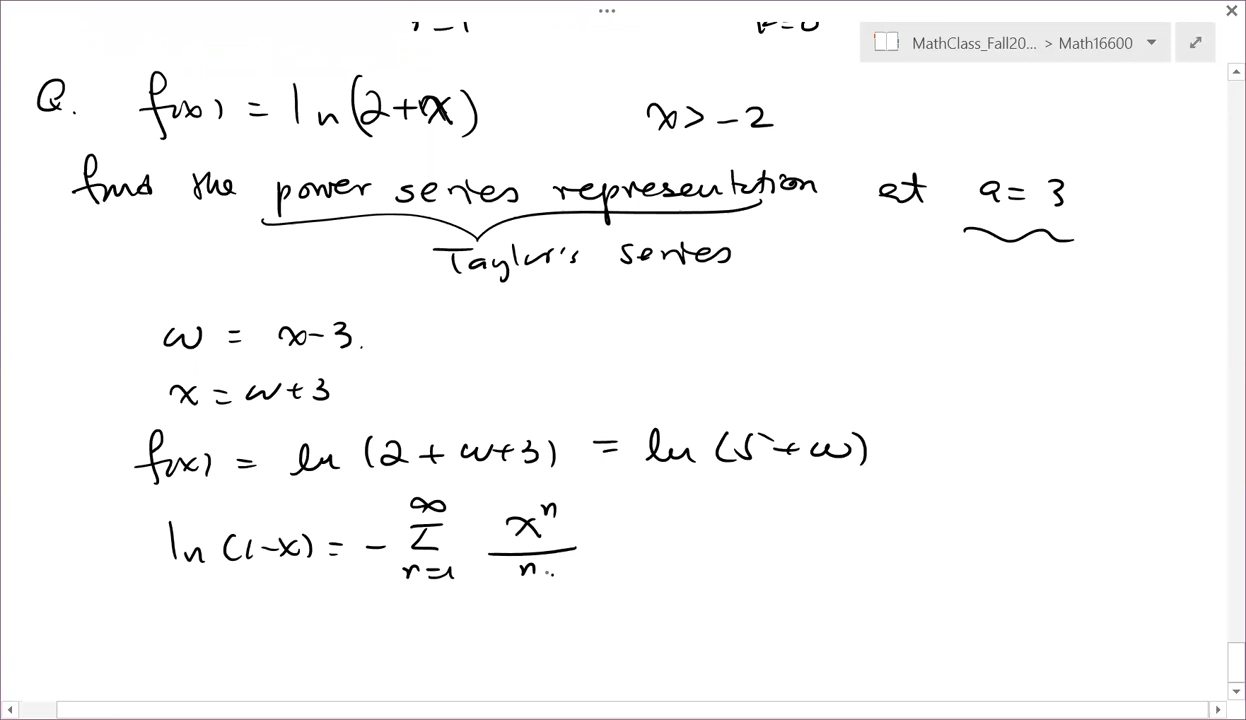 MathClass_Fall20... > Math16600
Q. f(x) = ln(2+x) x > -2
find the power series representation at a = 3
Taylor's series
w = x-3.
x = w+3
f(x) = ln (2 + w+3) = ln (5 + w)
ln (1-x) = - ∞ Σ n=1 x^n / n